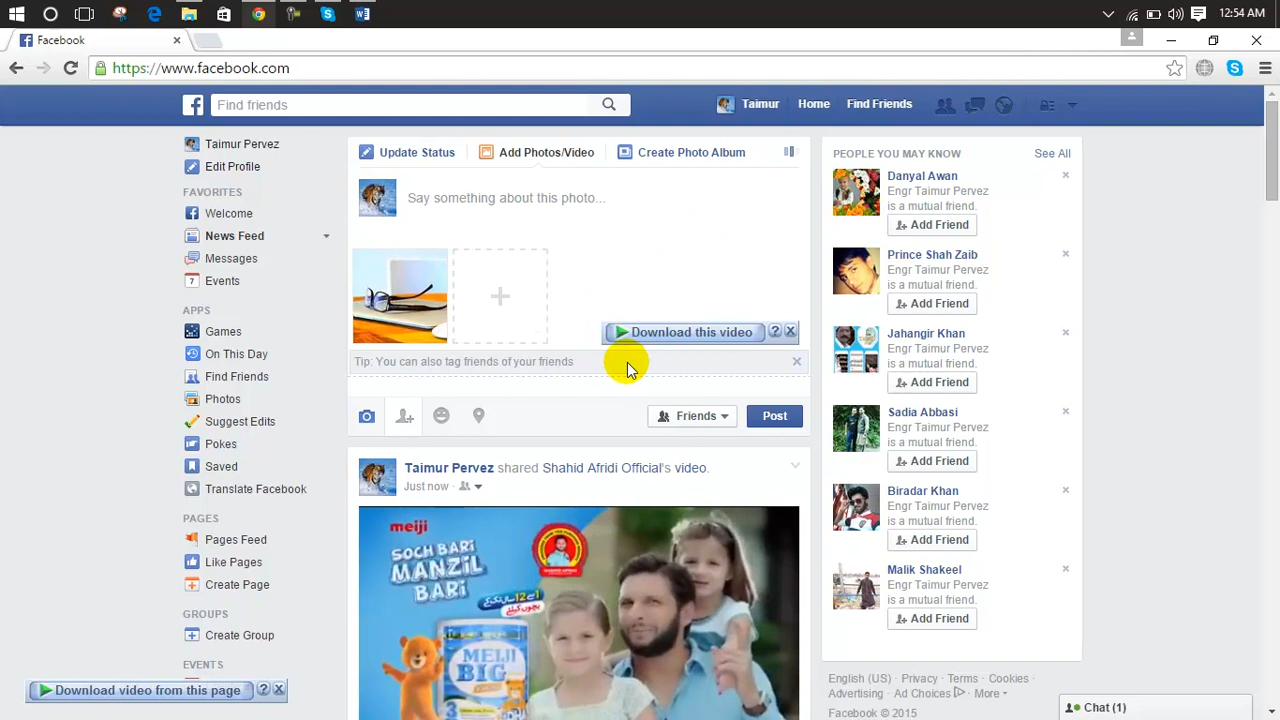 12:54 AM
Facebook
https://www.facebook.com
Find friends
Taimur
Home
Find Friends
Taimur Pervez
Edit Profile
FAVORITES
Welcome
News Feed
Messages
7 Events
APPS
Games
On This Day
Find Friends
Photos
Suggest Edits
Pokes
Saved
Translate Facebook
PAGES
Pages Feed
Like Pages
Create Page
GROUPS
Create Group
EVENTS
Download video from this page ?
Update Status
Add Photos/Video
Create Photo Album
Say something about this photo...
Download this video ?
Tip: You can also tag friends of your friends
Friends
Post
Taimur Pervez shared Shahid Afridi Official's video.
Just now
meiji
SOCH BARI
MANZIL
BARI
MEIJI
BIG
3
PEOPLE YOU MAY KNOW
See All
Danyal Awan
Engr Taimur Pervez
is a mutual friend.
Add Friend
Prince Shah Zaib
Engr Taimur Pervez
is a mutual friend.
Add Friend
Jahangir Khan
Engr Taimur Pervez
is a mutual friend.
Add Friend
Sadia Abbasi
Engr Taimur Pervez
is a mutual friend.
Add Friend
Biradar Khan
Engr Taimur Pervez
is a mutual friend.
Add Friend
Malik Shakeel
Engr Taimur Pervez
is a mutual friend.
Add Friend
English (US) · Privacy · Terms · Cookies ·
Advertising · Ad Choices · More
Facebook © 2015
Chat (1)